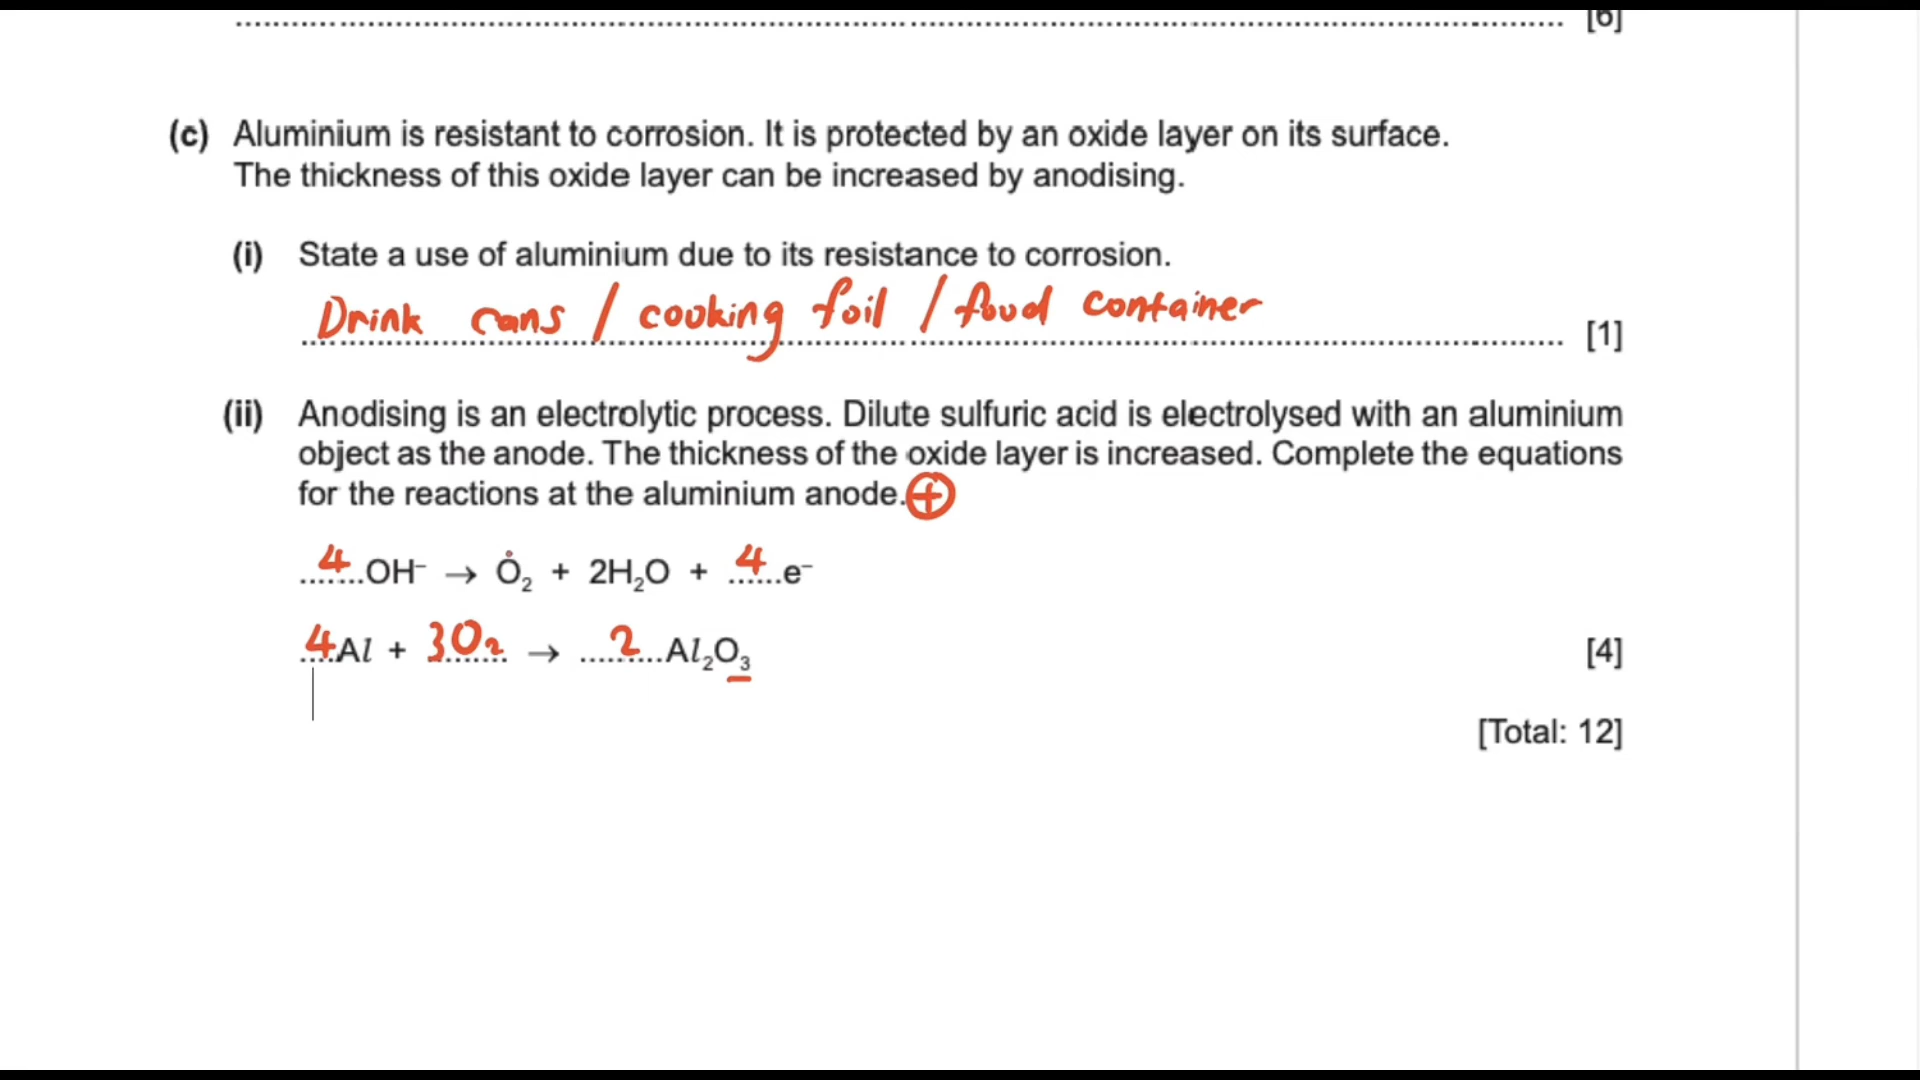 [6]
(c) Aluminium is resistant to corrosion. It is protected by an oxide layer on its surface.
The thickness of this oxide layer can be increased by anodising.
(i) State a use of aluminium due to its resistance to corrosion.
Drink cans / cooking foil / food container [1]
(ii) Anodising is an electrolytic process. Dilute sulfuric acid is electrolysed with an aluminium
object as the anode. The thickness of the oxide layer is increased. Complete the equations
for the reactions at the aluminium anode. +
4 OH⁻ → O₂ + 2H₂O + 4 e⁻
4 Al + 3O₂ → 2 Al₂O₃ [4]
[Total: 12]